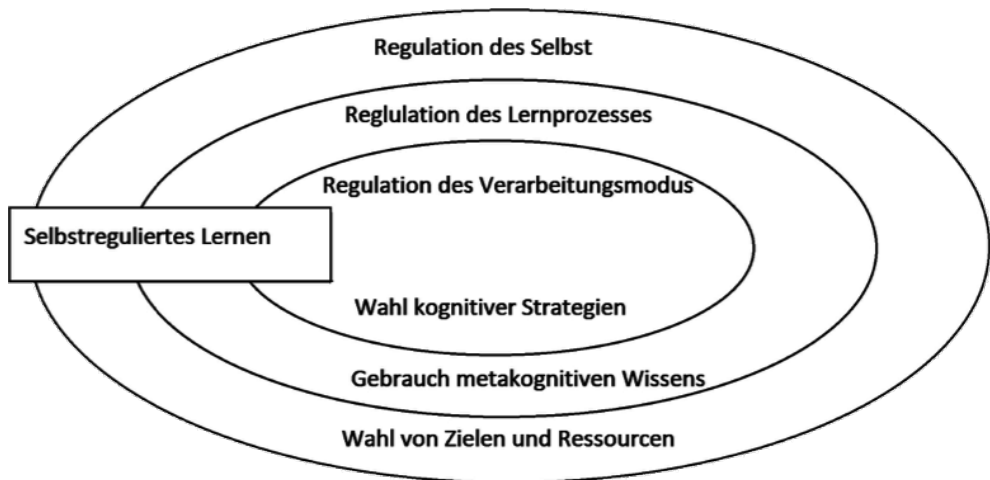 Regulation des Selbst
Reglulation des Lernprozesses
Regulation des Verarbeitungsmodus
Selbstreguliertes Lernen
Wahl kognitiver Strategien
Gebrauch metakognitiven Wissens
Wahl von Zielen und Ressourcen